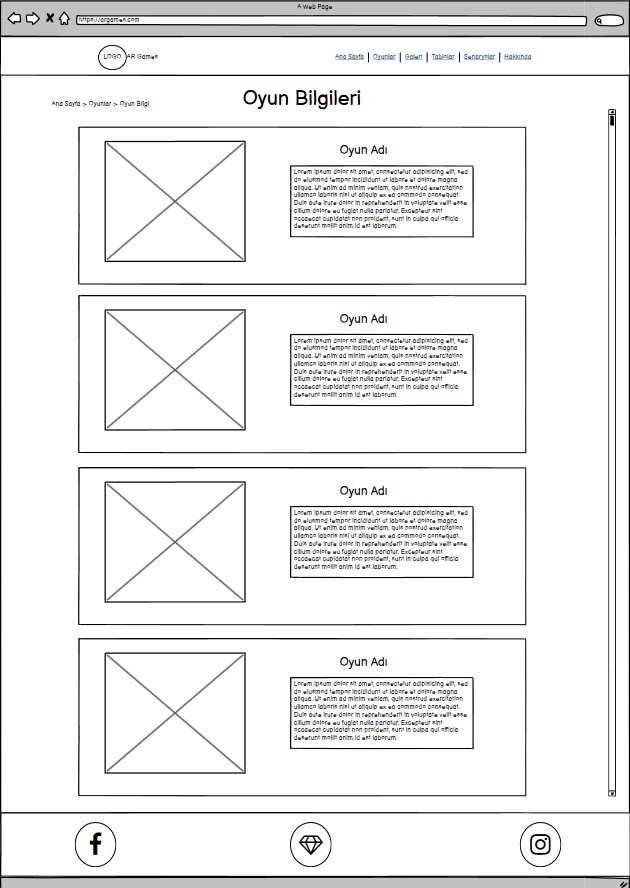 A Web Page
https://argames.com
LOGO AR Games
Ana Sayfa | Oyunlar | Galeri | Tablolar | Senaryolar | Hakkında
Ana Sayfa > Oyunlar > Oyun Bilgi
Oyun Bilgileri
Oyun Adı
Lorem ipsum dolor sit amet, consectetur adipisicing elit, sed
do eiusmod tempor incididunt ut labore et dolore magna
aliqua. Ut enim ad minim veniam, quis nostrud exercitation
ullamco laboris nisi ut aliquip ex ea commodo consequat.
Duis aute irure dolor in reprehenderit in voluptate velit esse
cillum dolore eu fugiat nulla pariatur. Excepteur sint
occaecat cupidatat non proident, sunt in culpa qui officia
deserunt mollit anim id est laborum.
Oyun Adı
Lorem ipsum dolor sit amet, consectetur adipisicing elit, sed
do eiusmod tempor incididunt ut labore et dolore magna
aliqua. Ut enim ad minim veniam, quis nostrud exercitation
ullamco laboris nisi ut aliquip ex ea commodo consequat.
Duis aute irure dolor in reprehenderit in voluptate velit esse
cillum dolore eu fugiat nulla pariatur. Excepteur sint
occaecat cupidatat non proident, sunt in culpa qui officia
deserunt mollit anim id est laborum.
Oyun Adı
Lorem ipsum dolor sit amet, consectetur adipisicing elit, sed
do eiusmod tempor incididunt ut labore et dolore magna
aliqua. Ut enim ad minim veniam, quis nostrud exercitation
ullamco laboris nisi ut aliquip ex ea commodo consequat.
Duis aute irure dolor in reprehenderit in voluptate velit esse
cillum dolore eu fugiat nulla pariatur. Excepteur sint
occaecat cupidatat non proident, sunt in culpa qui officia
deserunt mollit anim id est laborum.
Oyun Adı
Lorem ipsum dolor sit amet, consectetur adipisicing elit, sed
do eiusmod tempor incididunt ut labore et dolore magna
aliqua. Ut enim ad minim veniam, quis nostrud exercitation
ullamco laboris nisi ut aliquip ex ea commodo consequat.
Duis aute irure dolor in reprehenderit in voluptate velit esse
cillum dolore eu fugiat nulla pariatur. Excepteur sint
occaecat cupidatat non proident, sunt in culpa qui officia
deserunt mollit anim id est laborum.